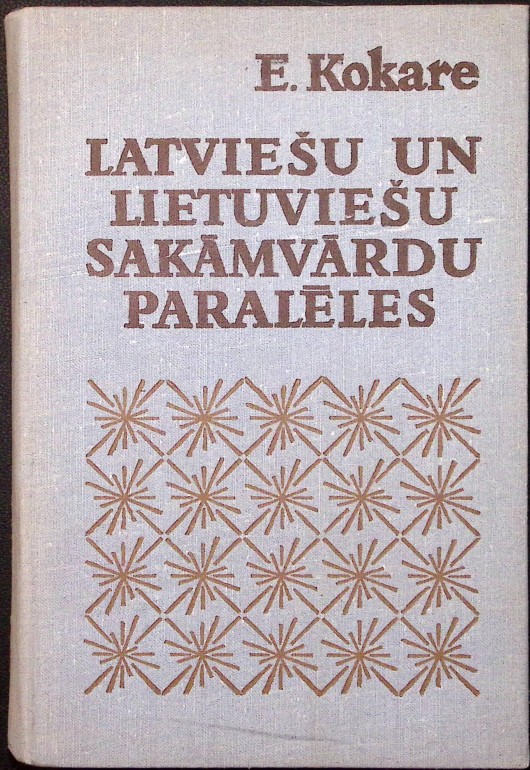 E. Kokare
LATVIEŠU UN
LIETUVIEŠU
SAKĀMVĀRDU
PARALĒLES